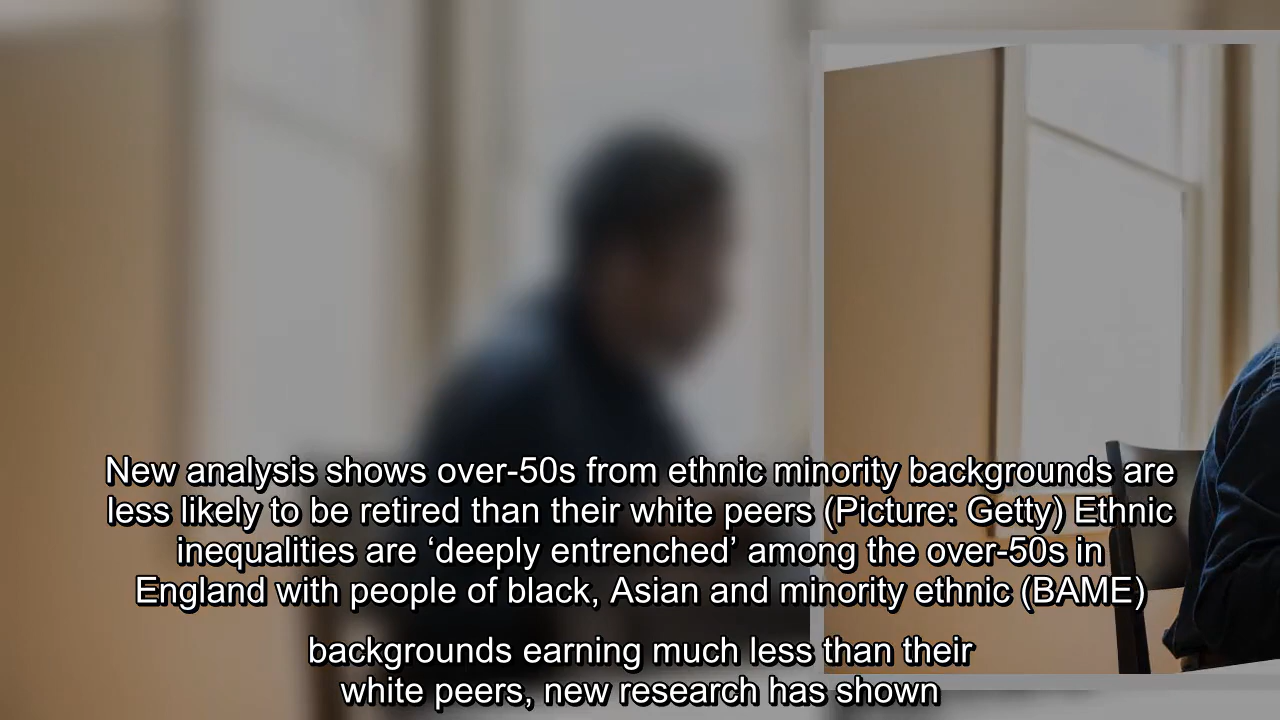 New analysis shows over-50s from ethnic minority backgrounds are
less likely to be retired than their white peers (Picture: Getty) Ethnic
inequalities are ‘deeply entrenched’ among the over-50s in
England with people of black, Asian and minority ethnic (BAME)
backgrounds earning much less than their
white peers, new research has shown